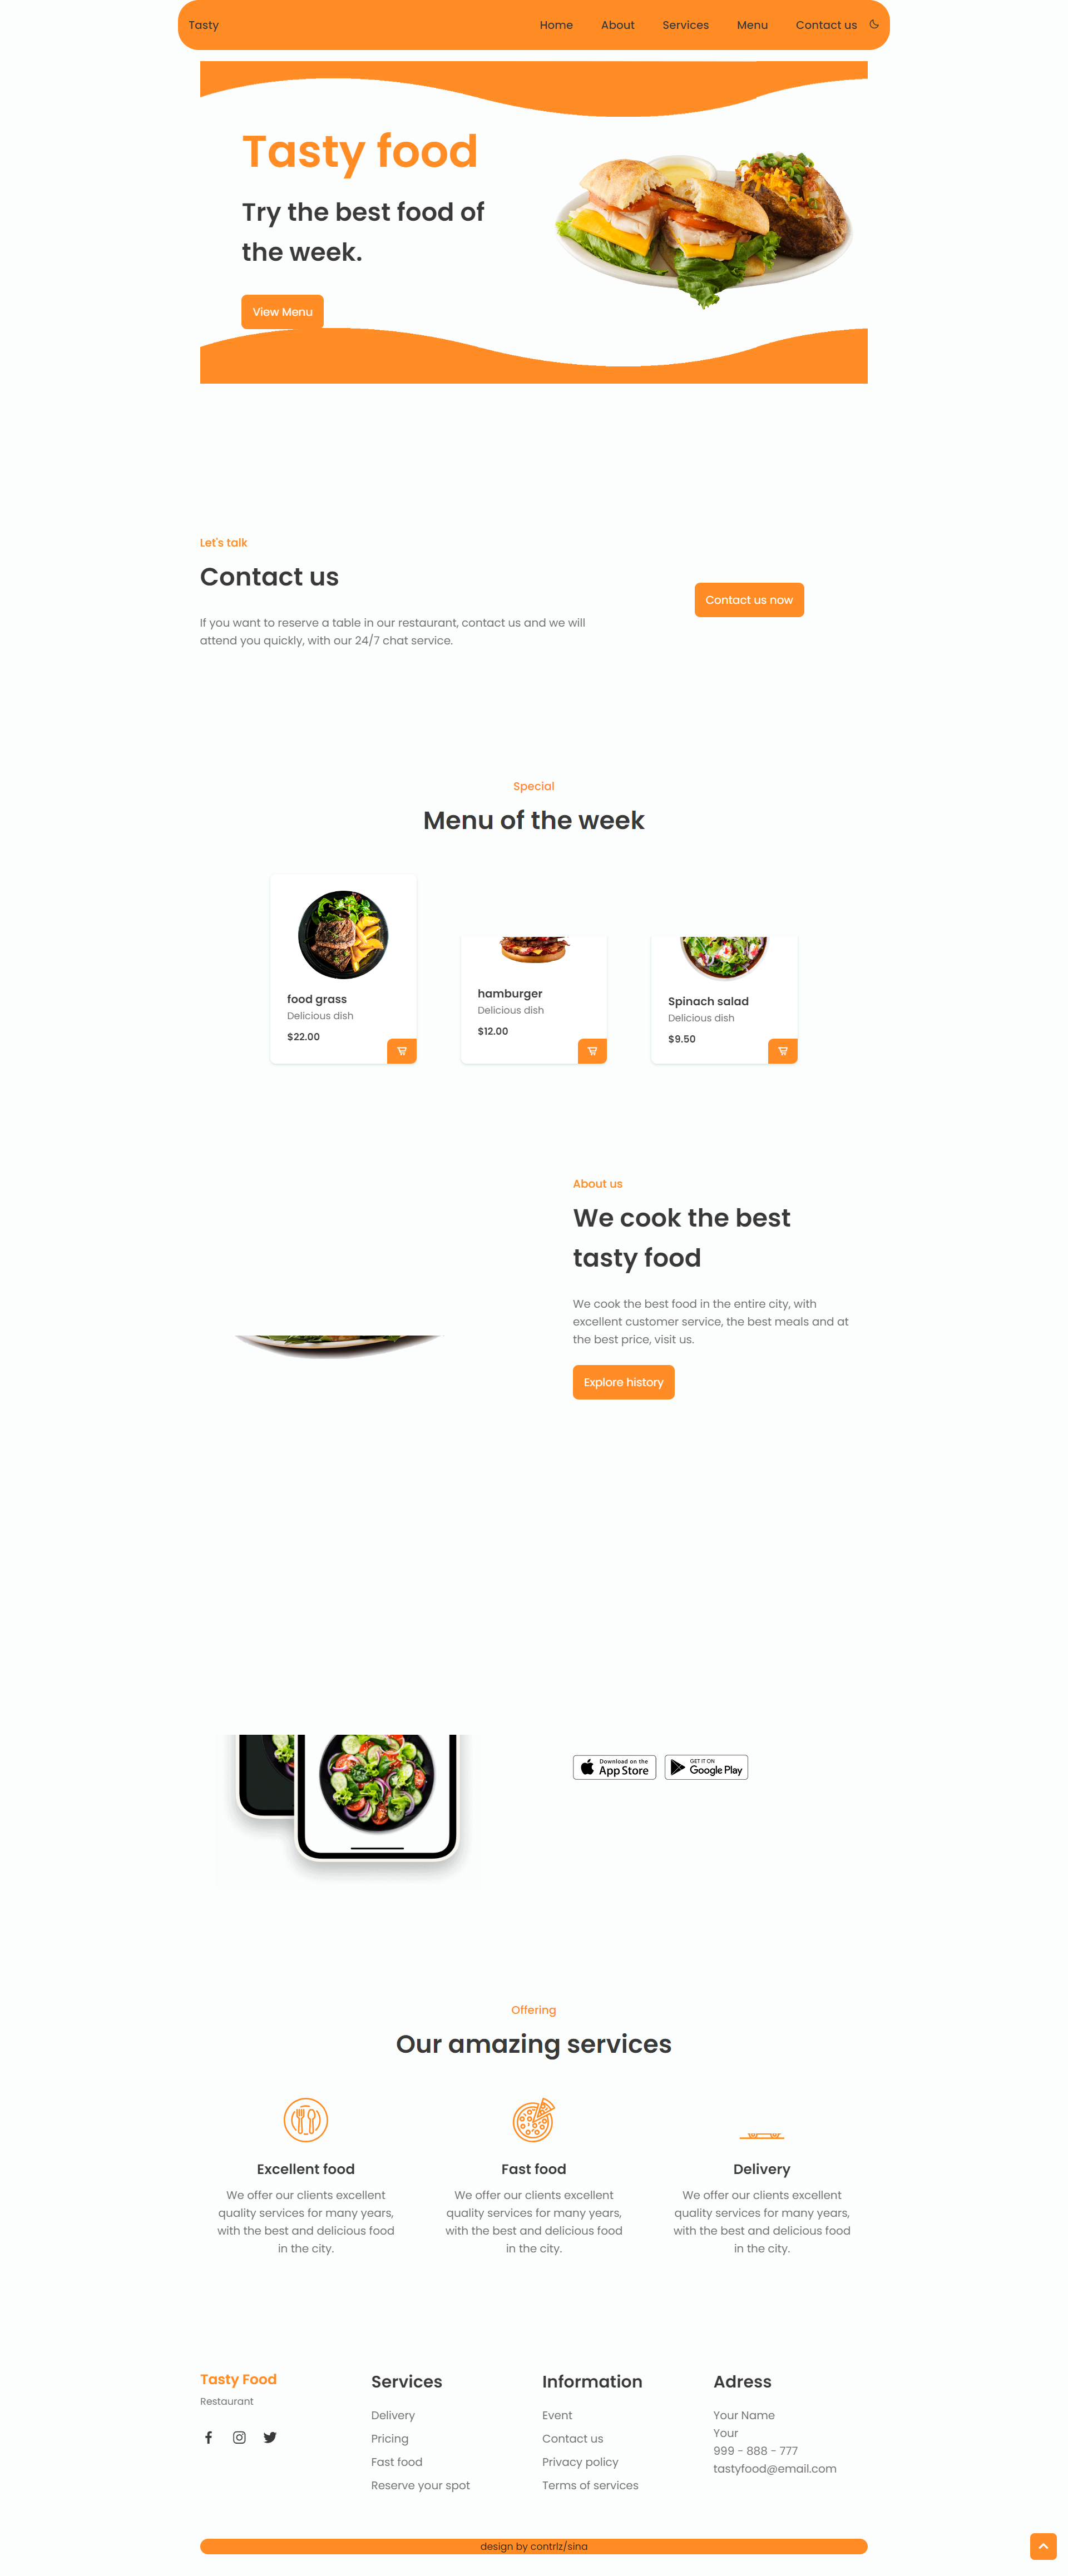 Tasty
Home
About
Services
Menu
Contact us
Tasty food
Try the best food of
the week.
View Menu
Let's talk
Contact us
If you want to reserve a table in our restaurant, contact us and we will
attend you quickly, with our 24/7 chat service.
Contact us now
Special
Menu of the week
food grass
Delicious dish
$22.00
hamburger
Delicious dish
$12.00
Spinach salad
Delicious dish
$9.50
About us
We cook the best
tasty food
We cook the best food in the entire city, with
excellent customer service, the best meals and at
the best price, visit us.
Explore history
Download on the
App Store
GET IT ON
Google Play
Offering
Our amazing services
Excellent food
We offer our clients excellent
quality services for many years,
with the best and delicious food
in the city.
Fast food
We offer our clients excellent
quality services for many years,
with the best and delicious food
in the city.
Delivery
We offer our clients excellent
quality services for many years,
with the best and delicious food
in the city.
Tasty Food
Restaurant
Services
Delivery
Pricing
Fast food
Reserve your spot
Information
Event
Contact us
Privacy policy
Terms of services
Adress
Your Name
Your
999 - 888 - 777
tastyfood@email.com
design by contrlz/sina